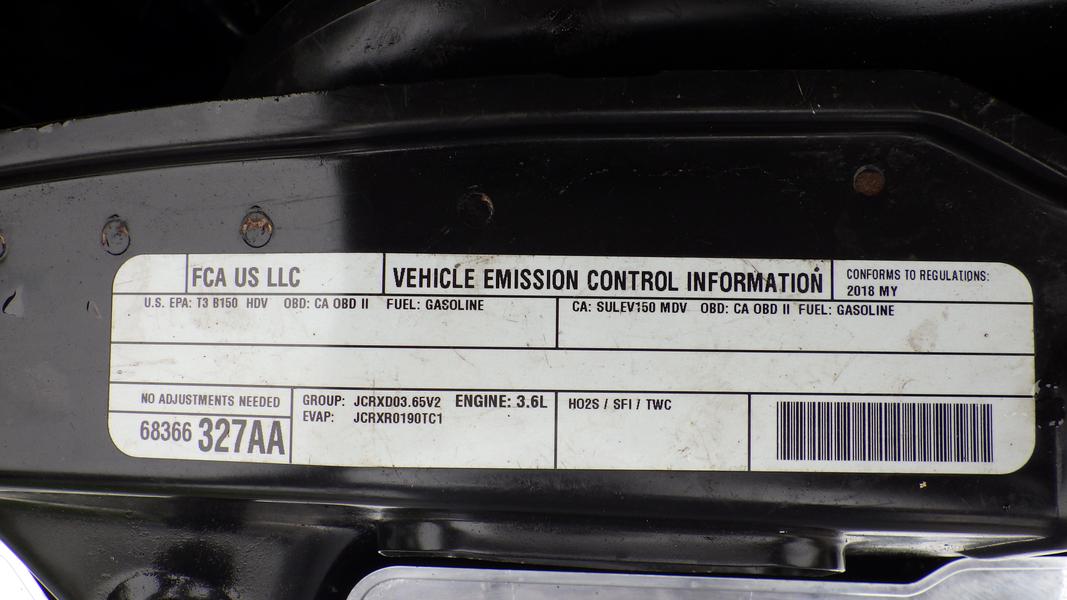 FCA US LLC
VEHICLE EMISSION CONTROL INFORMATION
CONFORMS TO REGULATIONS:
2018 MY
U.S. EPA: T3 B150 HDV OBD: CA OBD II FUEL: GASOLINE
CA: SULEV150 MDV OBD: CA OBD II FUEL: GASOLINE
NO ADJUSTMENTS NEEDED
68366 327AA
GROUP: JCRXD03.65V2 ENGINE: 3.6L
EVAP: JCRXR0190TC1
HO2S / SFI / TWC